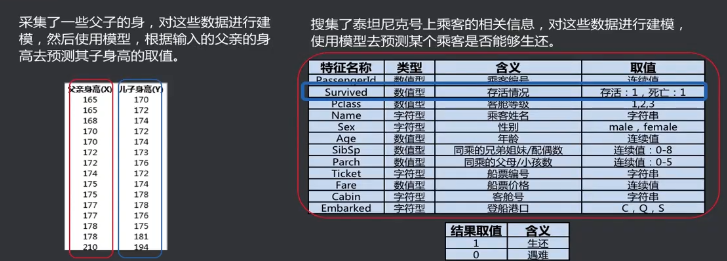 采集了一些父子的身，对这些数据进行建
模，然后使用模型，根据输入的父亲的身
高去预测其子身高的取值。
父亲身高(X) 儿子身高(Y)
165 170
165 172
168 174
170 172
170 174
172 173
172 176
174 172
175 174
175 178
177 178
177 176
178 175
178 181
210 194
搜集了泰坦尼克号上乘客的相关信息，对这些数据进行建模，
使用模型去预测某个乘客是否能够生还。
特征名称 类型 含义 取值
PassengerId 数值型 乘客编号 连续值
Survived 数值型 存活情况 存活：1，死亡：1
Pclass 数值型 客舱等级 1,2,3
Name 字符型 乘客姓名 字符串
Sex 字符型 性别 male，female
Age 数值型 年龄 连续值
SibSp 数值型 同乘的兄弟姐妹/配偶数 连续值：0-8
Parch 数值型 同乘的父母/小孩数 连续值：0-5
Ticket 字符型 船票编号 字符串
Fare 数值型 船票价格 连续值
Cabin 字符型 客舱号 字符串
Embarked 字符型 登船港口 C，Q，S
结果取值 含义
1 生还
0 遇难